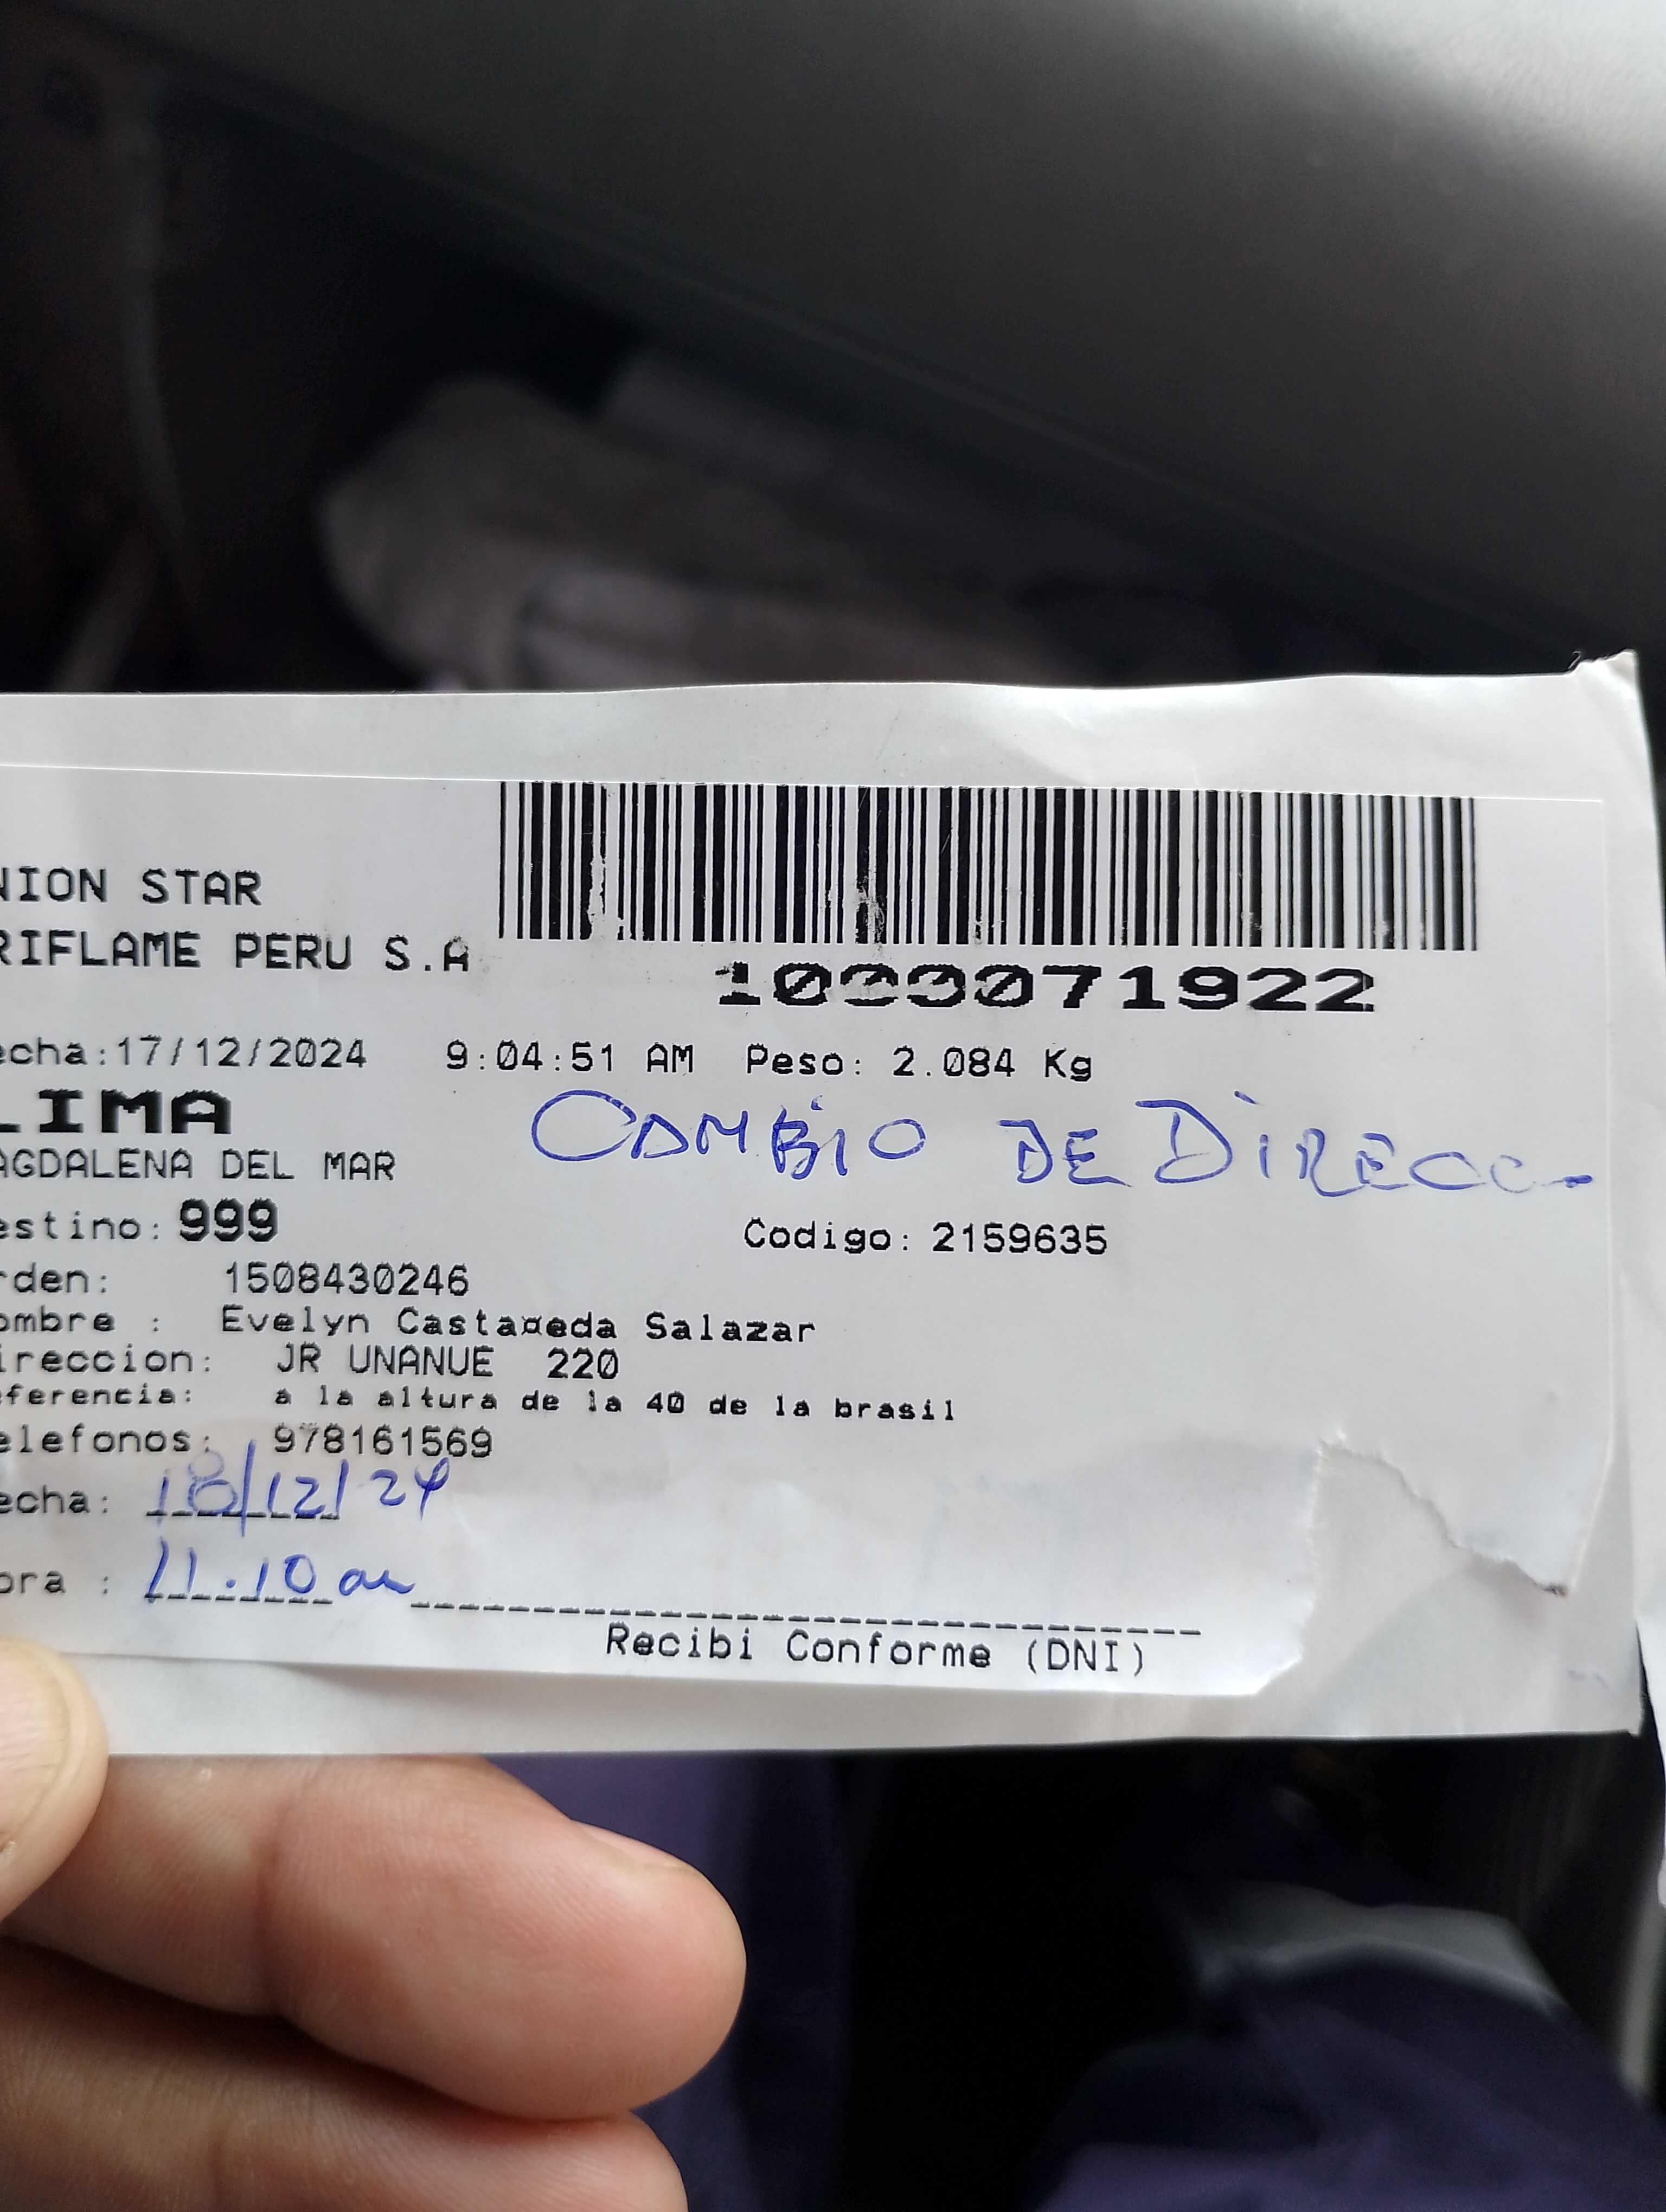 NION STAR
RIFLAME PERU S.A
1000071922
echa:17/12/2024 9:04:51 AM Peso: 2.084 Kg
LIMA
AGDALENA DEL MAR
CAMBIO DE DIRECC.
estino: 999 Codigo: 2159635
rden: 1508430246
ombre : Evelyn Casta¤eda Salazar
ireccion: JR UNANUE 220
eferencia: a la altura de la 40 de la brasil
elefonos: 978161569
echa: 18/12/24
ora : 11.10 am
Recibi Conforme (DNI)